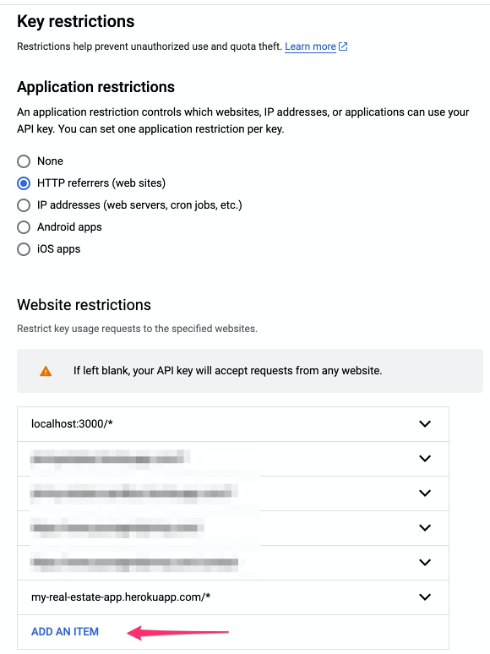 Key restrictions
Restrictions help prevent unauthorized use and quota theft. Learn more
Application restrictions
An application restriction controls which websites, IP addresses, or applications can use your
API key. You can set one application restriction per key.
None
HTTP referrers (web sites)
IP addresses (web servers, cron jobs, etc.)
Android apps
iOS apps
Website restrictions
Restrict key usage requests to the specified websites.
If left blank, your API key will accept requests from any website.
localhost:3000/*
my-real-estate-app.herokuapp.com/*
ADD AN ITEM